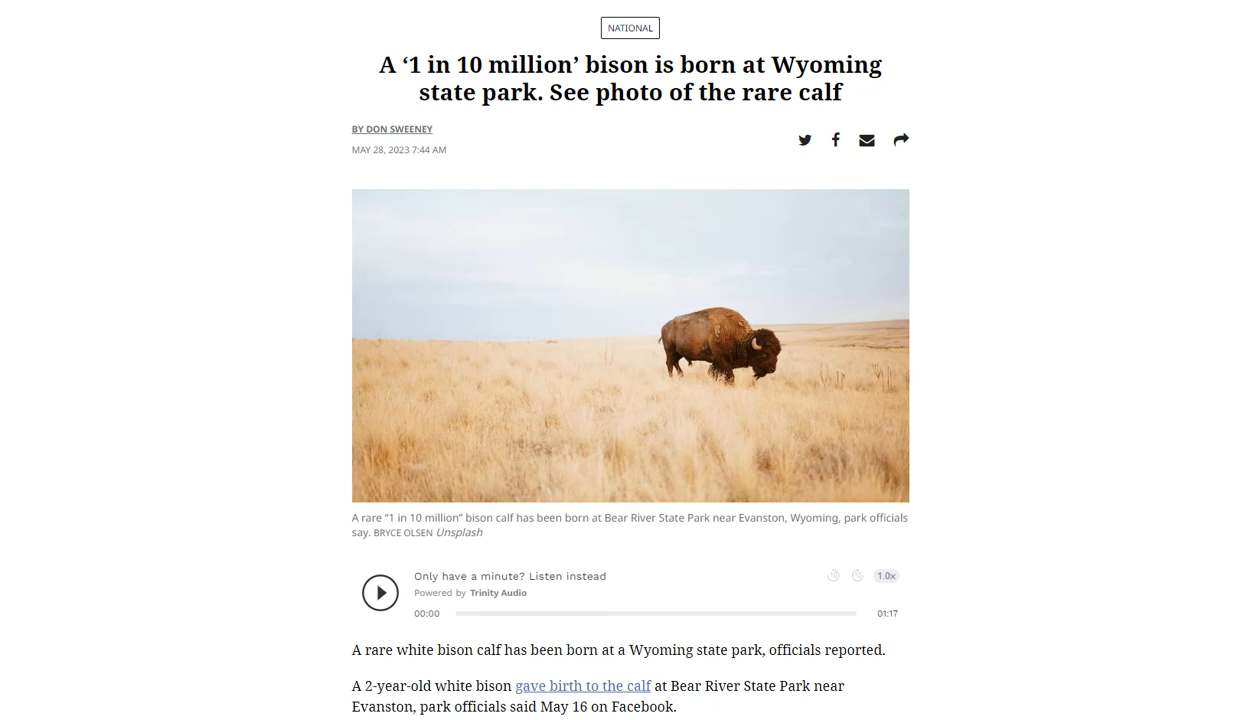 NATIONAL
A ‘1 in 10 million’ bison is born at Wyoming
state park. See photo of the rare calf
BY DON SWEENEY
MAY 28, 2023 7:44 AM
A rare “1 in 10 million” bison calf has been born at Bear River State Park near Evanston, Wyoming, park officials
say. BRYCE OLSEN Unsplash
Only have a minute? Listen instead
Powered by Trinity Audio
10 10 1.0x
00:00 01:17
A rare white bison calf has been born at a Wyoming state park, officials reported.
A 2-year-old white bison gave birth to the calf at Bear River State Park near
Evanston, park officials said May 16 on Facebook.